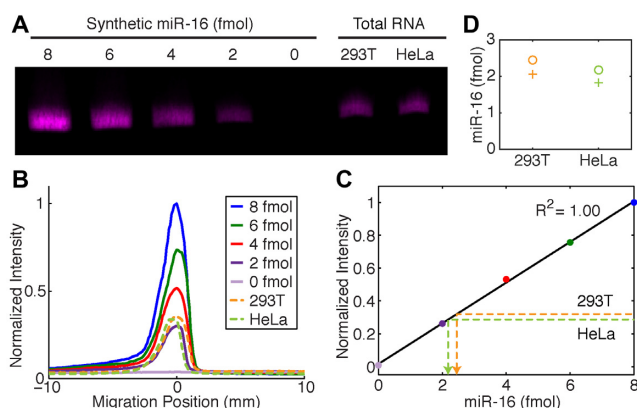 A
Synthetic miR-16 (fmol)
Total RNA
8 6 4 2 0 293T HeLa
D
miR-16 (fmol)
3
2
1
0
293T HeLa
B
Normalized Intensity
1
0.5
0
8 fmol
6 fmol
4 fmol
2 fmol
0 fmol
293T
HeLa
-10 0 10
Migration Position (mm)
C
Normalized Intensity
1
0.8
0.6
0.4
0.2
0
R2= 1.00
293T
HeLa
0 2 4 6 8
miR-16 (fmol)